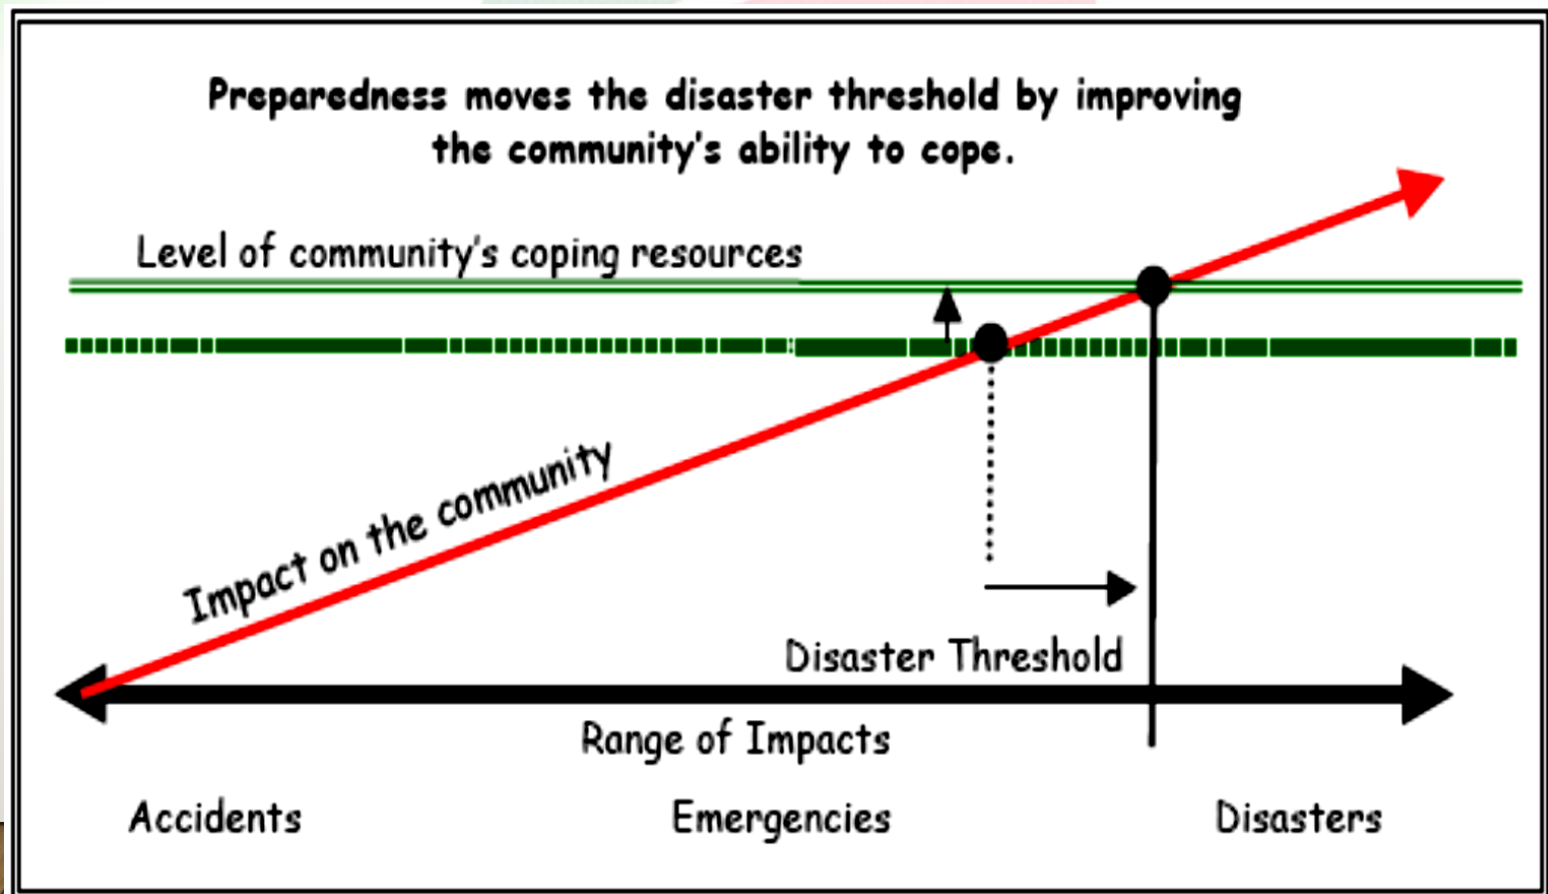 Preparedness moves the disaster threshold by improving
the community's ability to cope.
Level of community's coping resources
Impact on the community
Disaster Threshold
Range of Impacts
Accidents
Emergencies
Disasters